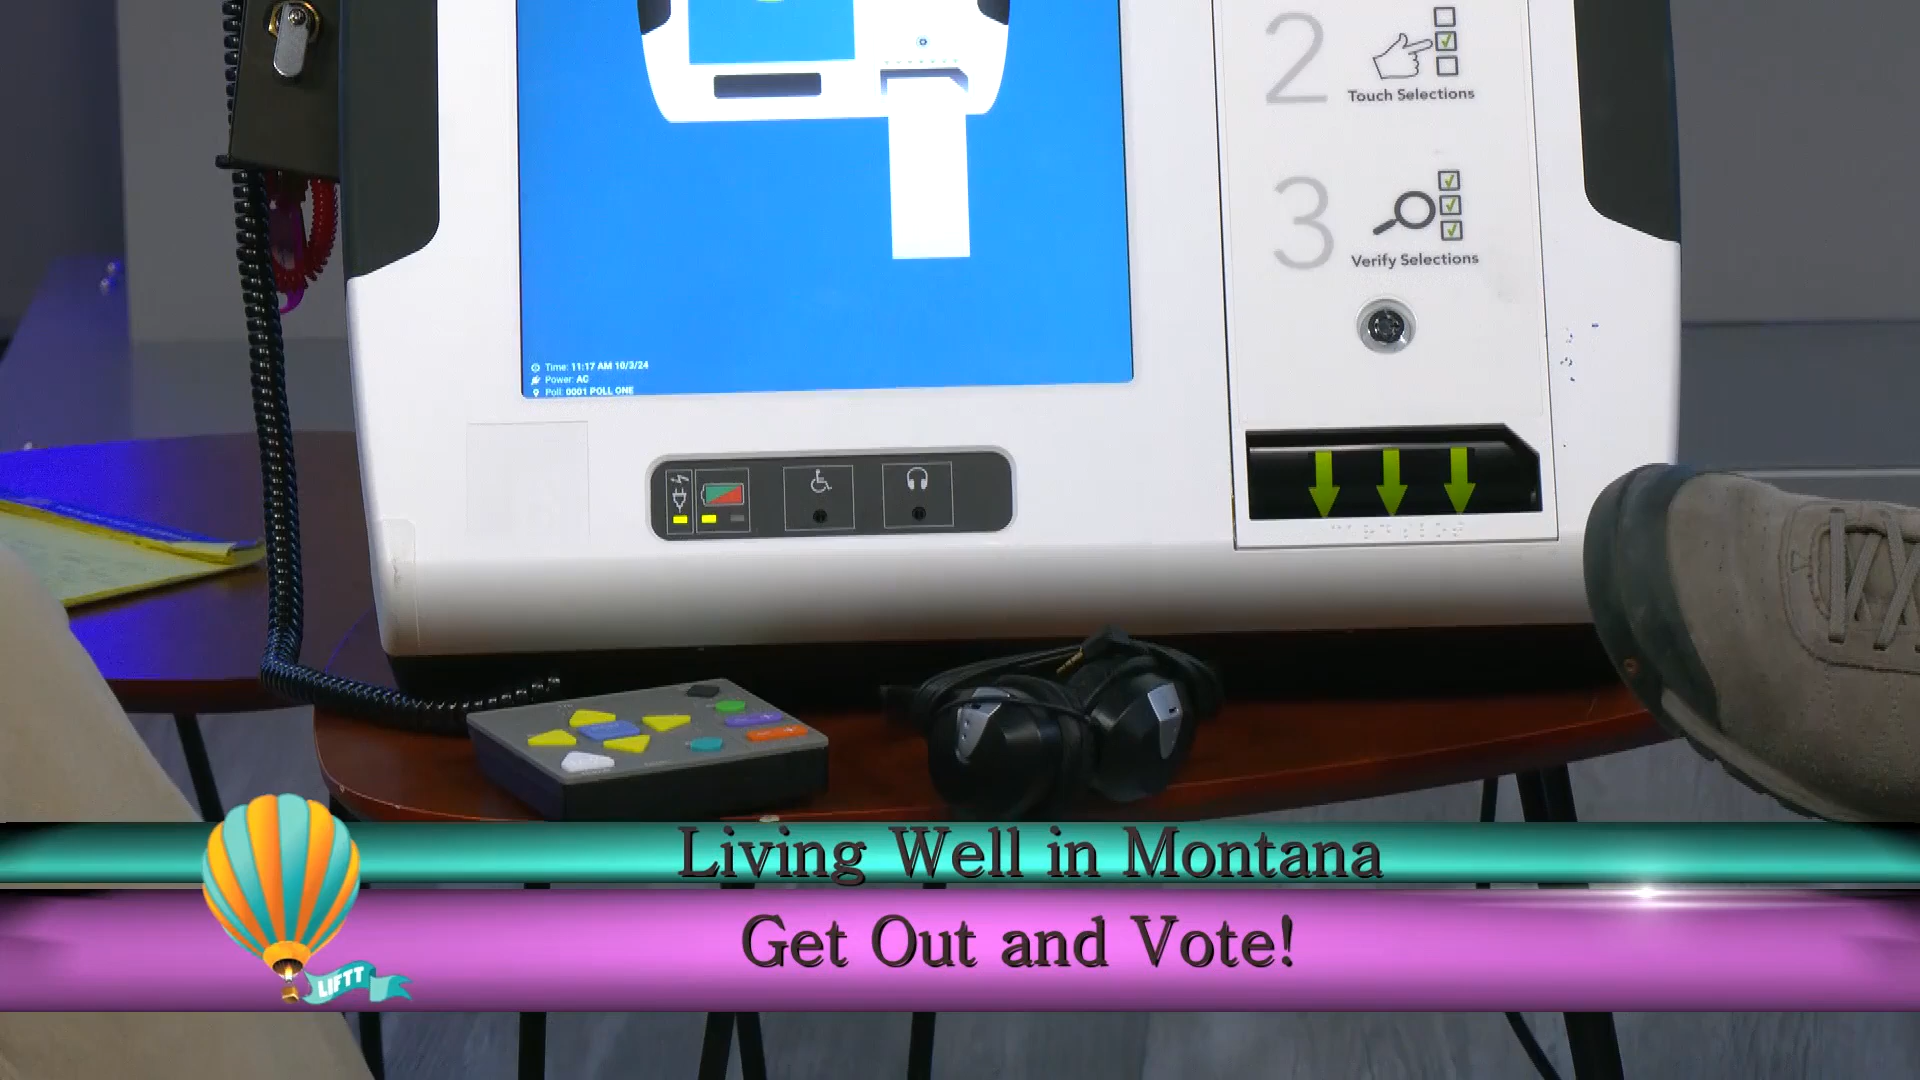 2
Touch Selections
3
Verify Selections
Time: 11:17 AM 10/3/24
Power: AC
Poll: 0001 POLL ONE
Living Well in Montana
Get Out and Vote!
LIFTT